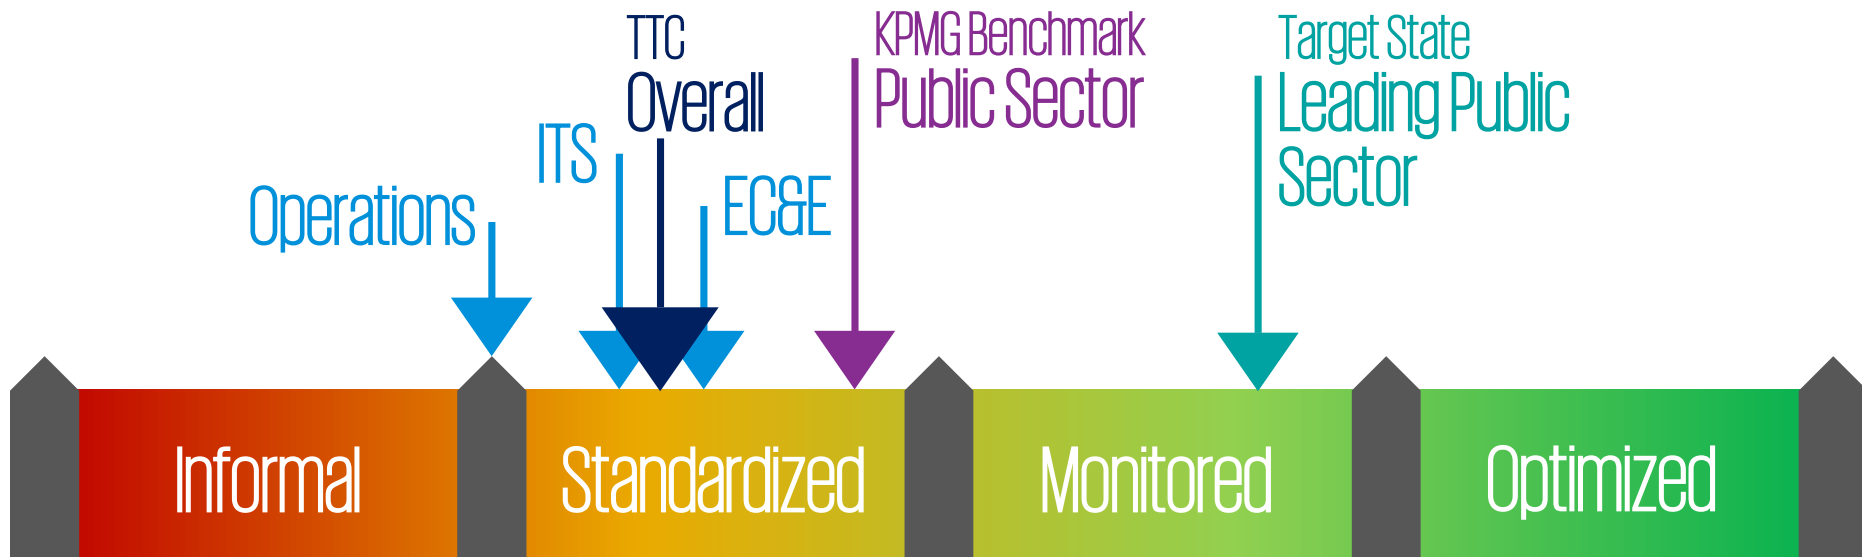 TTC
Overall
KPMG Benchmark
Public Sector
Target State
Leading Public
Sector
ITS
EC&E
Operations
Informal
Standardized
Monitored
Optimized